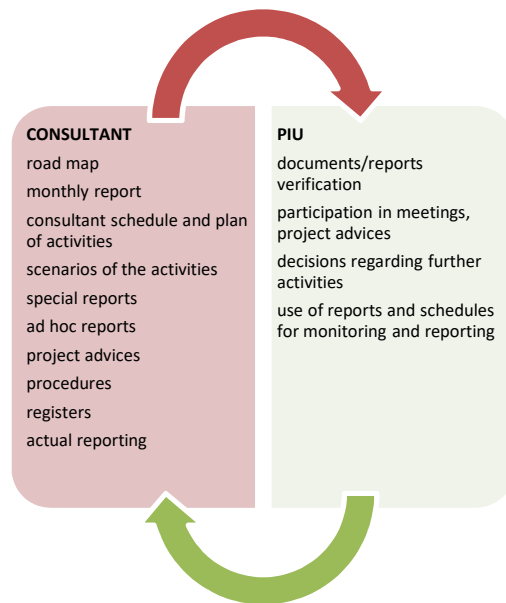 CONSULTANT
road map
monthly report
consultant schedule and plan
of activities
scenarios of the activities
special reports
ad hoc reports
project advices
procedures
registers
actual reporting
PIU
documents/reports
verification
participation in meetings,
project advices
decisions regarding further
activities
use of reports and schedules
for monitoring and reporting